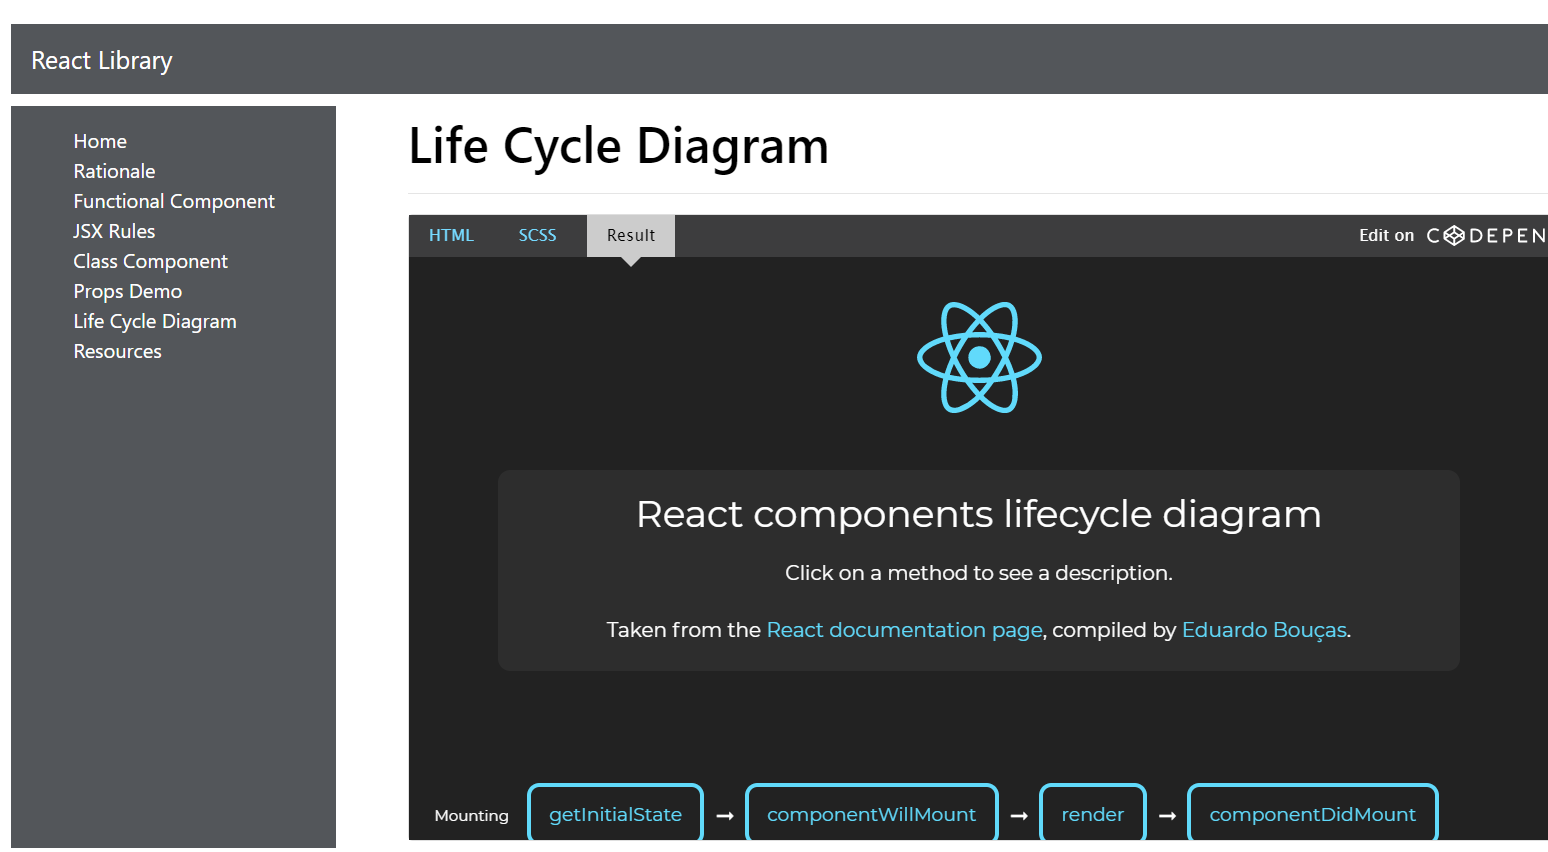 React Library
Home
Rationale
Functional Component
JSX Rules
Class Component
Props Demo
Life Cycle Diagram
Resources
Life Cycle Diagram
HTML SCSS Result Edit on CODEPEN
React components lifecycle diagram
Click on a method to see a description.
Taken from the React documentation page, compiled by Eduardo Bouças.
Mounting getInitialState → componentWillMount → render → componentDidMount